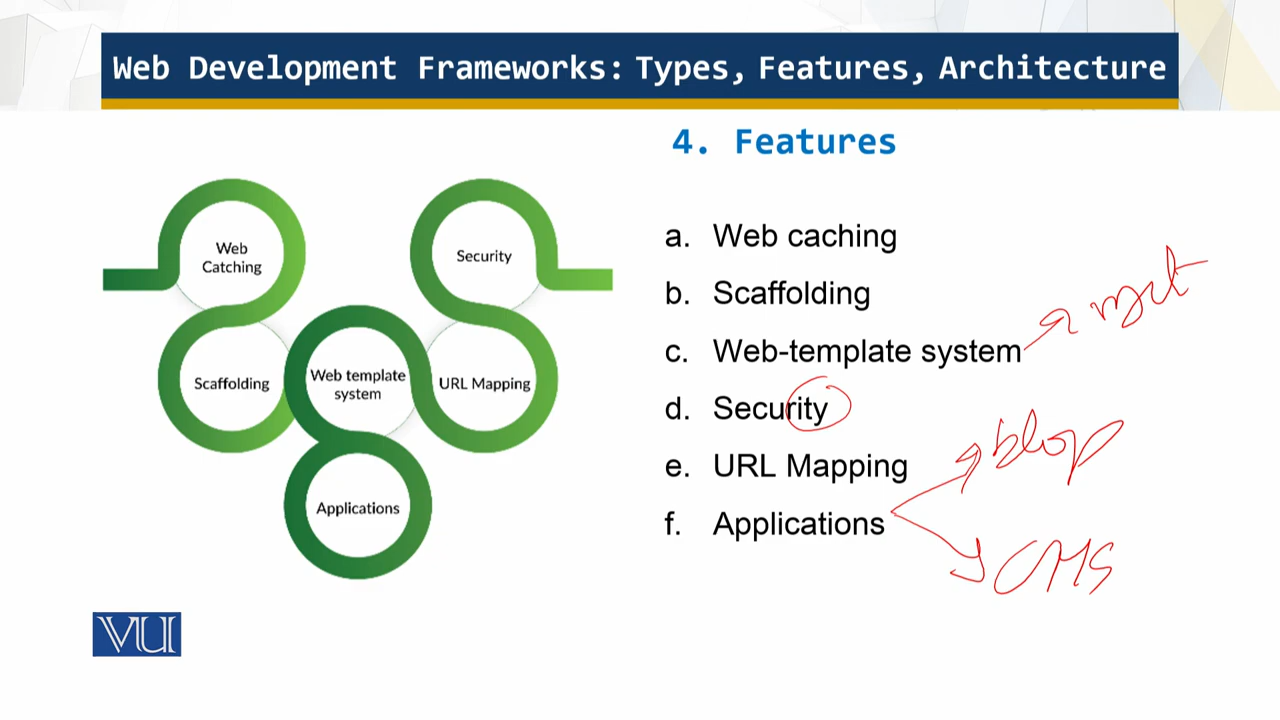 Web Development Frameworks: Types, Features, Architecture
4. Features
Web
Catching
Security
Scaffolding
Web template
system
URL Mapping
Applications
a. Web caching
b. Scaffolding
c. Web-template system
d. Security
e. URL Mapping
f. Applications
CMS
VU